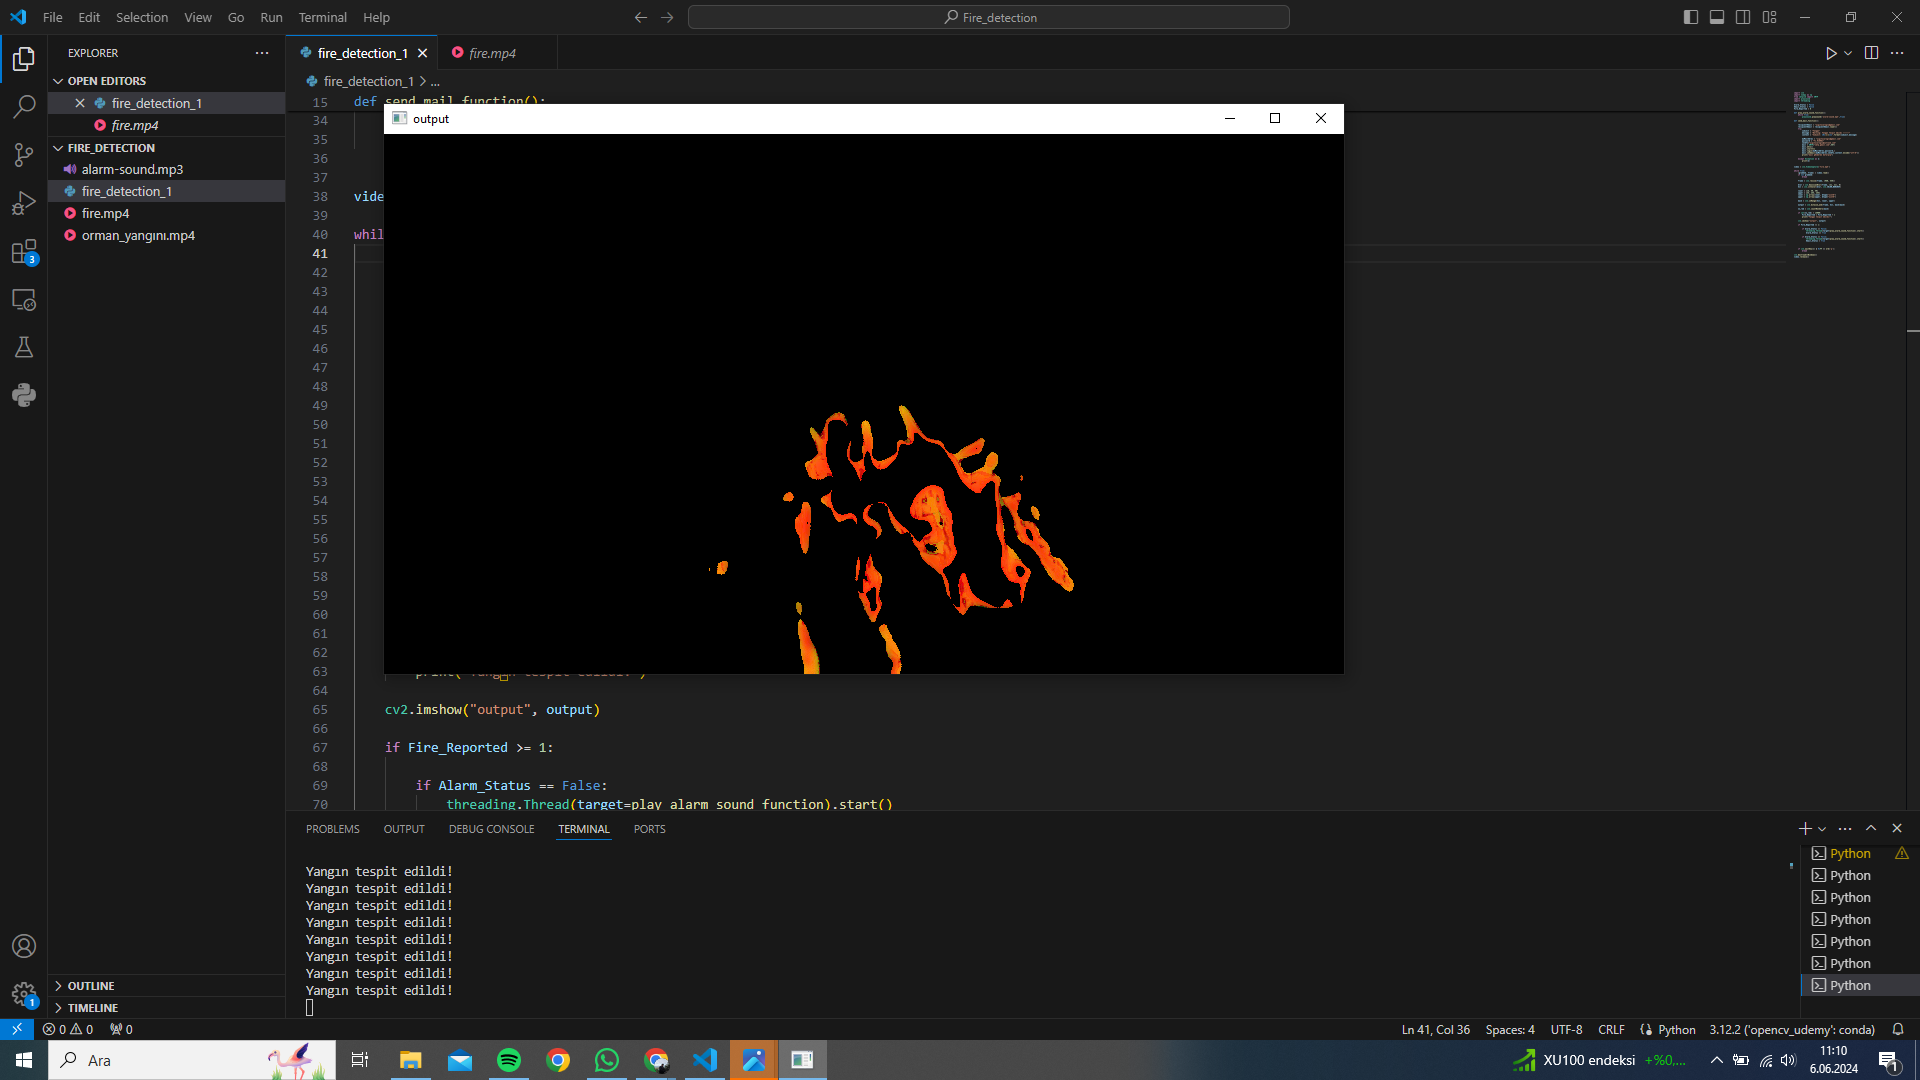 File Edit Selection View Go Run Terminal Help
Fire_detection
EXPLORER
OPEN EDITORS
fire_detection_1
fire.mp4
FIRE_DETECTION
alarm-sound.mp3
fire_detection_1
fire.mp4
orman_yangını.mp4
OUTLINE
TIMELINE
fire_detection_1 fire.mp4
fire_detection_1 > ...
15 def send_mail_function():
output
34
35
36
37
38 vide
39
40 whil
41
42
43
44
45
46
47
48
49
50
51
52
53
54
55
56
57
58
59
60
61
62
63 print("Yangın tespit edildi!")
64
65 cv2.imshow("output", output)
66
67 if Fire_Reported >= 1:
68
69 if Alarm_Status == False:
70 threading.Thread(target=play_alarm_sound_function).start()
PROBLEMS OUTPUT DEBUG CONSOLE TERMINAL PORTS
Yangın tespit edildi!
Yangın tespit edildi!
Yangın tespit edildi!
Yangın tespit edildi!
Yangın tespit edildi!
Yangın tespit edildi!
Yangın tespit edildi!
Yangın tespit edildi!
Python
Python
Python
Python
Python
Python
Python
3
1
0 0 0
Ln 41, Col 36 Spaces: 4 UTF-8 CRLF Python 3.12.2 ('opencv_udemy': conda)
Ara
XU100 endeksi +%0,...
11:10
6.06.2024
1